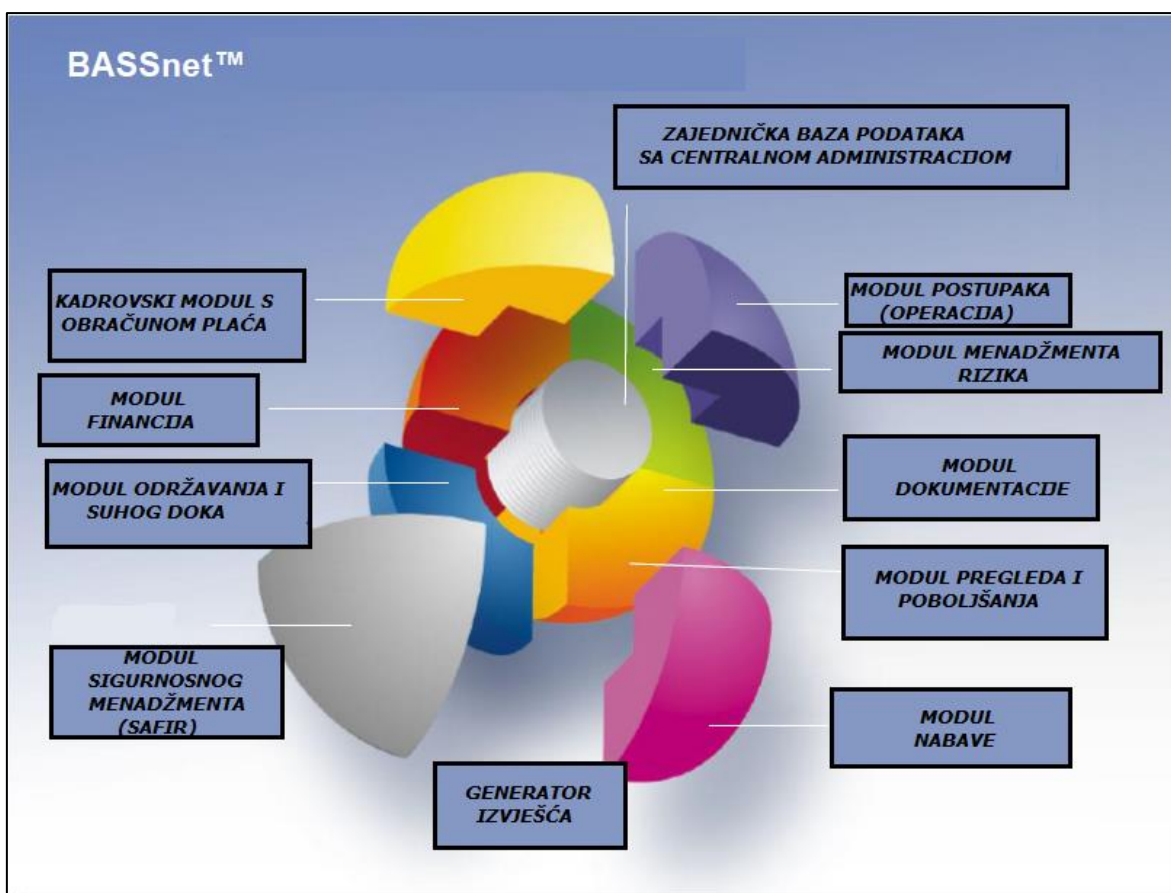 BASSnet™
ZAJEDNIČKA BAZA PODATAKA
SA CENTRALNOM ADMINISTRACIJOM
KADROVSKI MODUL S
OBRAČUNOM PLAĆA
MODUL
FINANCIJA
MODUL ODRŽAVANJA I
SUHOG DOKA
MODUL
SIGURNOSNOG
MENADŽMENTA
(SAFIR)
GENERATOR
IZVJEŠĆA
MODUL POSTUPAKA
(OPERACIJA)
MODUL MENADŽMENTA
RIZIKA
MODUL
DOKUMENTACIJE
MODUL PREGLEDA I
POBOLJŠANJA
MODUL
NABAVE